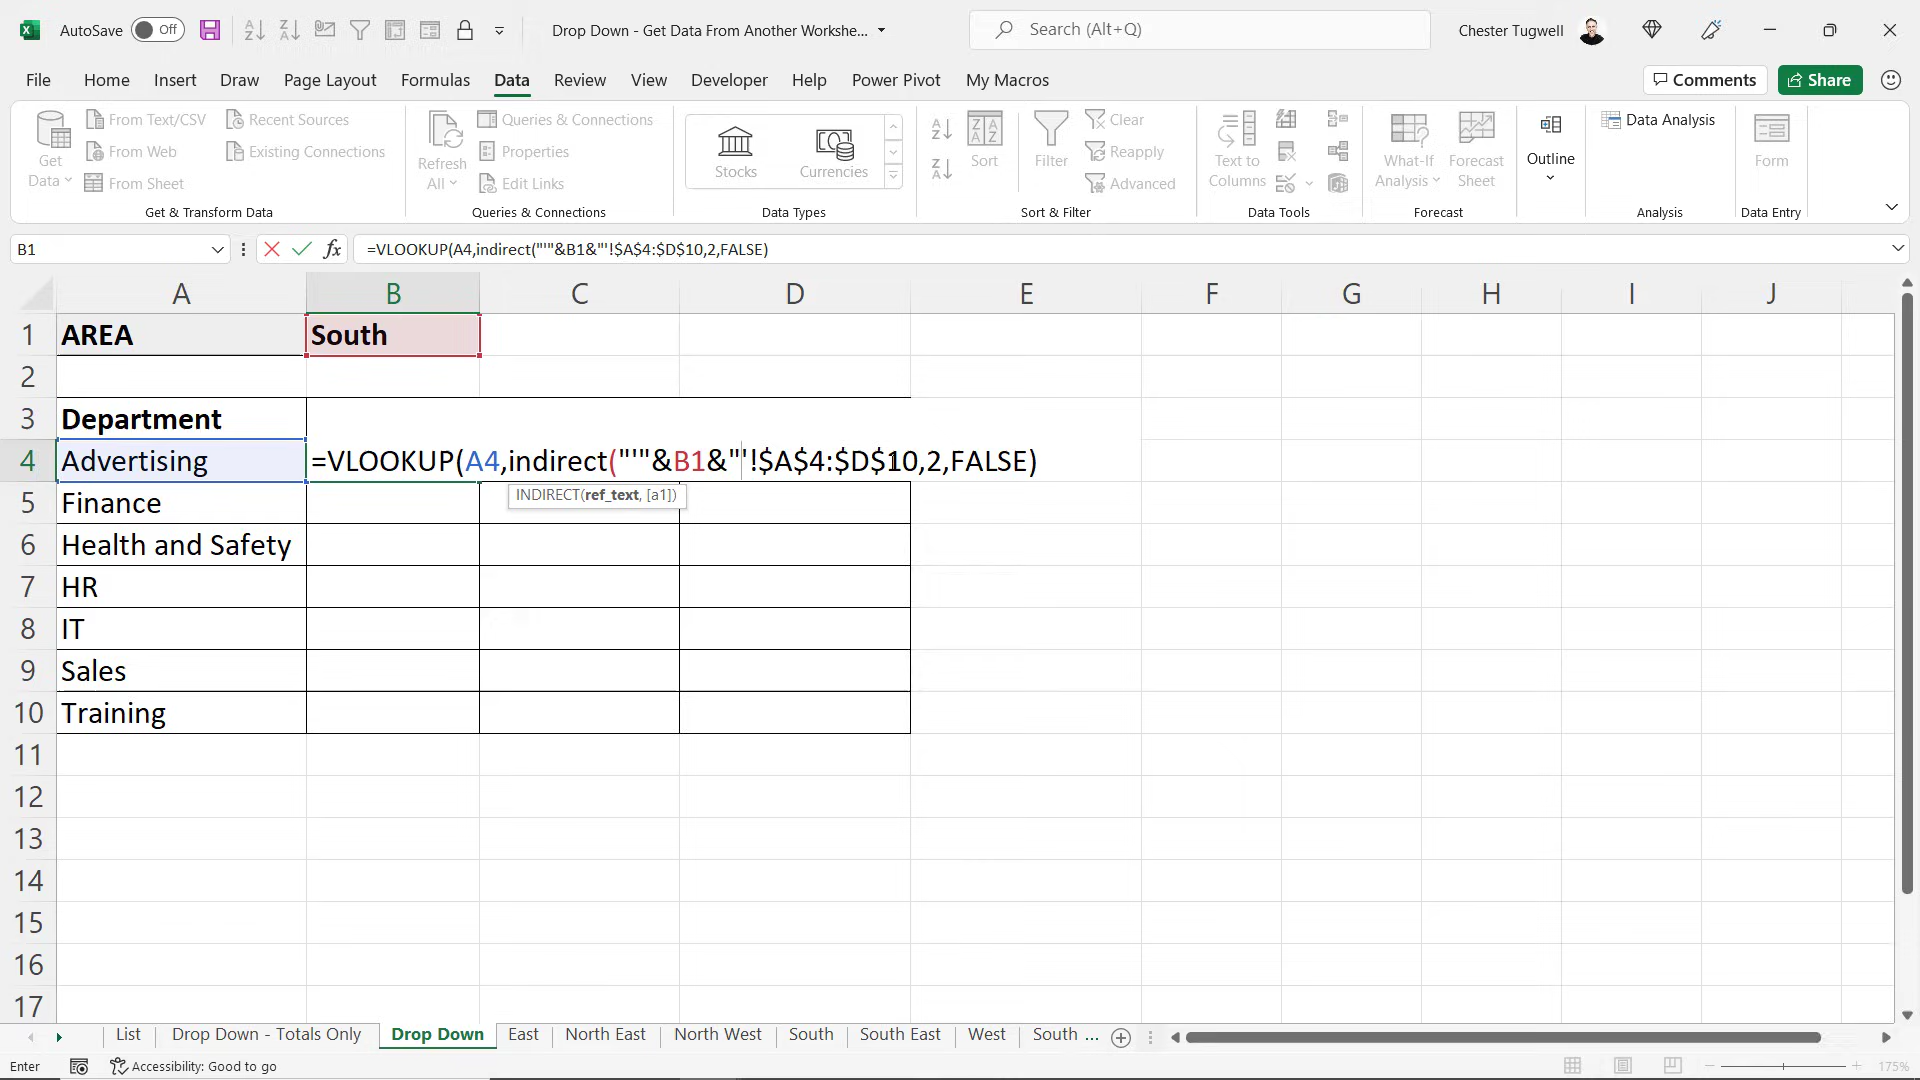 AutoSave Off Drop Down - Get Data From Another Workshe... Search (Alt+Q) Chester Tugwell
File Home Insert Draw Page Layout Formulas Data Review View Developer Help Power Pivot My Macros Comments Share
Get Data
From Text/CSV
From Web
From Sheet
Recent Sources
Existing Connections
Get & Transform Data
Refresh All
Queries & Connections
Properties
Edit Links
Queries & Connections
Stocks
Currencies
Data Types
Sort
Filter
Clear
Reapply
Advanced
Sort & Filter
Text to Columns
Data Tools
What-If Analysis
Forecast Sheet
Forecast
Outline
Data Analysis
Analysis
Form
Data Entry
B1 fx =VLOOKUP(A4,indirect("'"&B1&"'!$A$4:$D$10,2,FALSE)
A B C D E F G H I J
1 AREA South
2
3 Department
4 Advertising =VLOOKUP(A4,indirect("'"&B1&"'!$A$4:$D$10,2,FALSE)
INDIRECT(ref_text, [a1])
5 Finance
6 Health and Safety
7 HR
8 IT
9 Sales
10 Training
11
12
13
14
15
16
17
List Drop Down - Totals Only Drop Down East North East North West South South East West South ...
Enter Accessibility: Good to go 175%